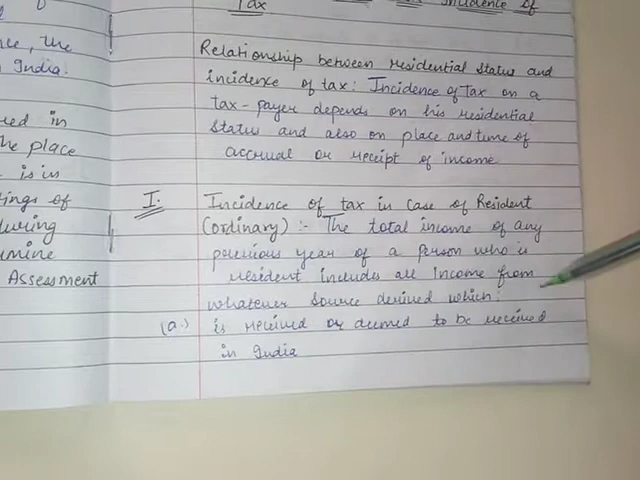 Incidence of
Tax
nce, the
India.
Relationship between residential status and
incidence of tax: Incidence of Tax on a
tax-payer depends on his residential
status and also on place and time of
accrual or receipt of income
red in
he place
is in
tings of
during
mine
Assessment
I. Incidence of tax in case of Resident
(ordinary) :- The total income of any
previous year of a person who is
resident includes all income from
whatever source derived which:
(a.) is received or deemed to be received
in India